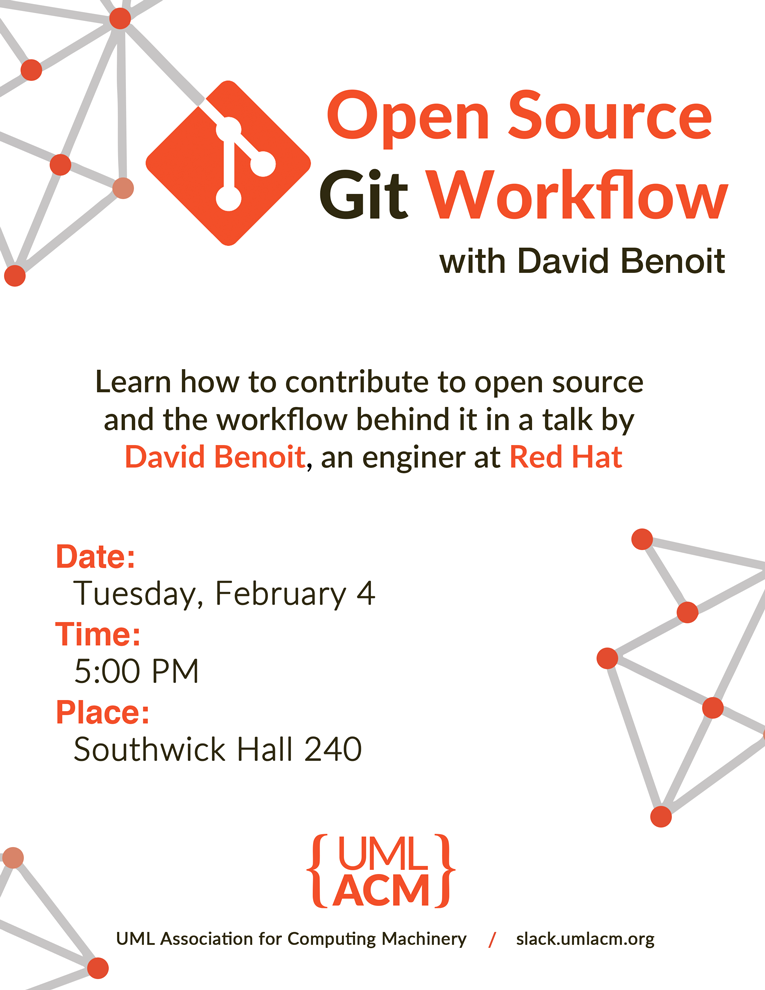 Open Source
Git Workflow
with David Benoit
Learn how to contribute to open source
and the workflow behind it in a talk by
David Benoit, an enginer at Red Hat
Date:
Tuesday, February 4
Time:
5:00 PM
Place:
Southwick Hall 240
{UML
ACM}
UML Association for Computing Machinery / slack.umlacm.org